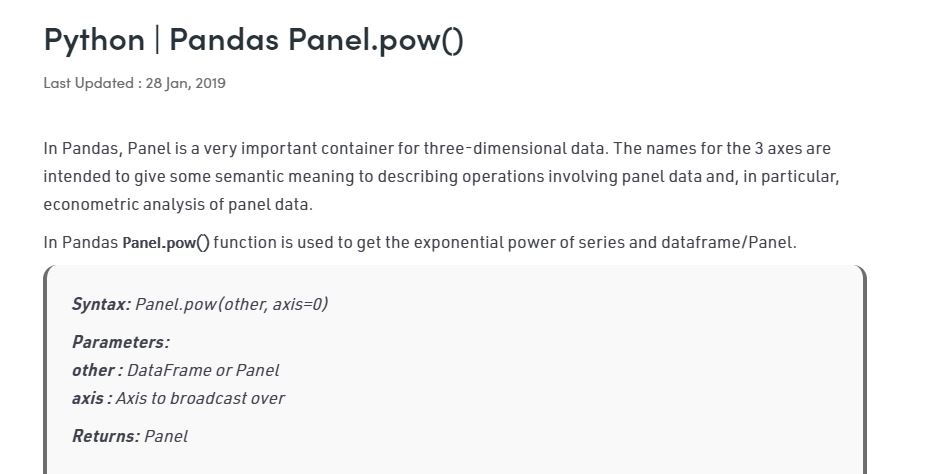 Python | Pandas Panel.pow()
Last Updated : 28 Jan, 2019
In Pandas, Panel is a very important container for three-dimensional data. The names for the 3 axes are
intended to give some semantic meaning to describing operations involving panel data and, in particular,
econometric analysis of panel data.
In Pandas Panel.pow() function is used to get the exponential power of series and dataframe/Panel.
Syntax: Panel.pow(other, axis=0)
Parameters:
other : DataFrame or Panel
axis : Axis to broadcast over
Returns: Panel